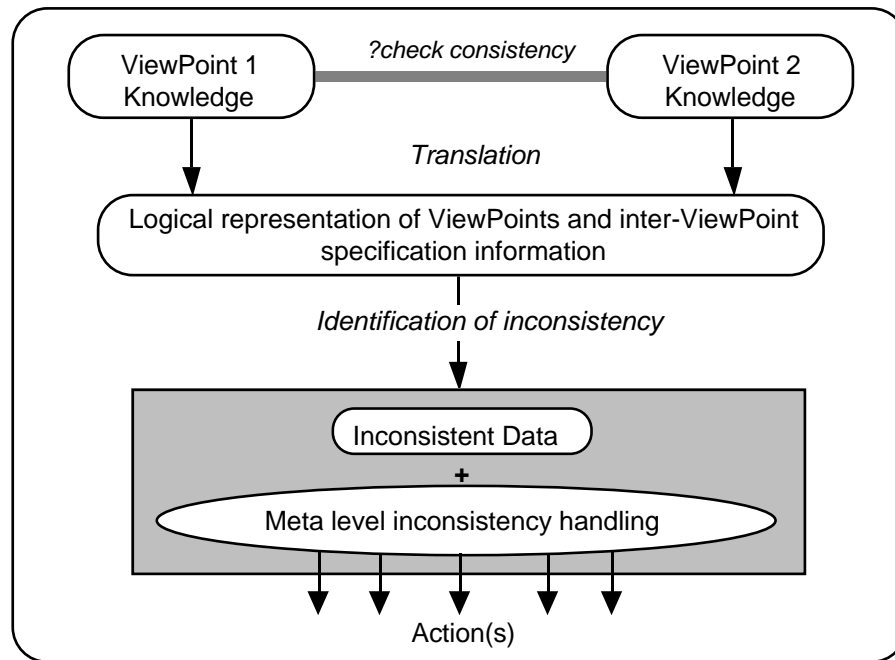 ?check consistency
ViewPoint 1
Knowledge
ViewPoint 2
Knowledge
Translation
Logical representation of ViewPoints and inter-ViewPoint
specification information
Identification of inconsistency
Inconsistent Data
+
Meta level inconsistency handling
Action(s)